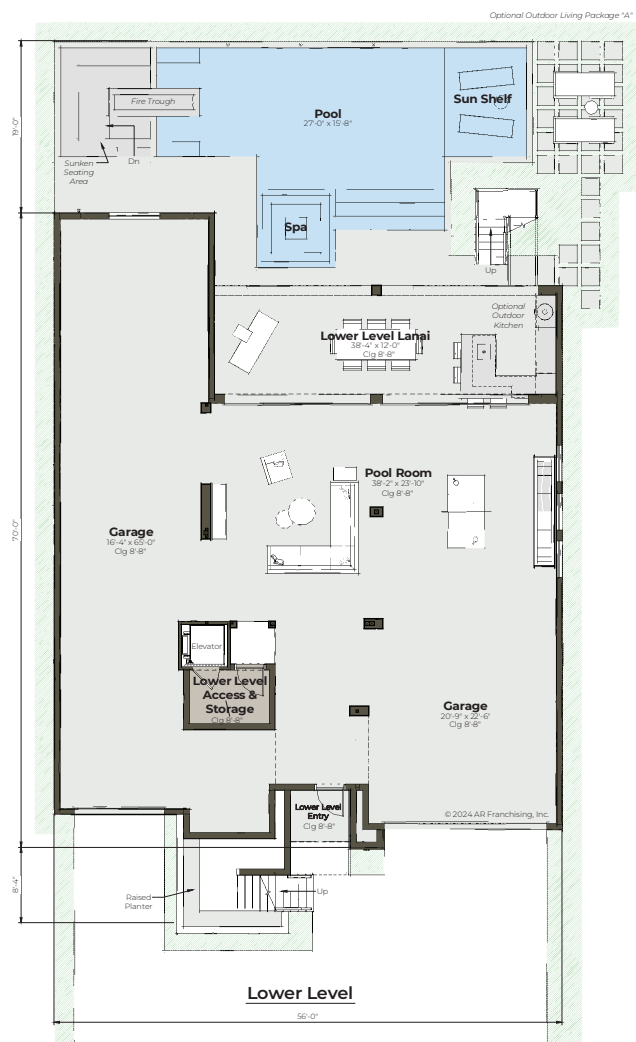 Optional Outdoor Living Package "A"
19'-0"
Fire Trough
Pool
27'-0" x 15'-8"
Sun Shelf
Sunken
Seating
Area
Dn
Spa
Up
Optional
Outdoor
Kitchen
Lower Level Lanai
38'-4" x 12'-0"
Clg 8'-8"
Pool Room
38'-2" x 23'-10"
Clg 8'-8"
70'-0"
Garage
16'-4" x 65'-0"
Clg 8'-8"
Elevator
Lower Level
Access &
Storage
Clg 8'-8"
Garage
20'-9" x 22'-6"
Clg 8'-8"
Lower Level
Entry
Clg 8'-8"
© 2024 AR Franchising, Inc.
8'-4"
Raised
Planter
Up
Lower Level
56'-0"